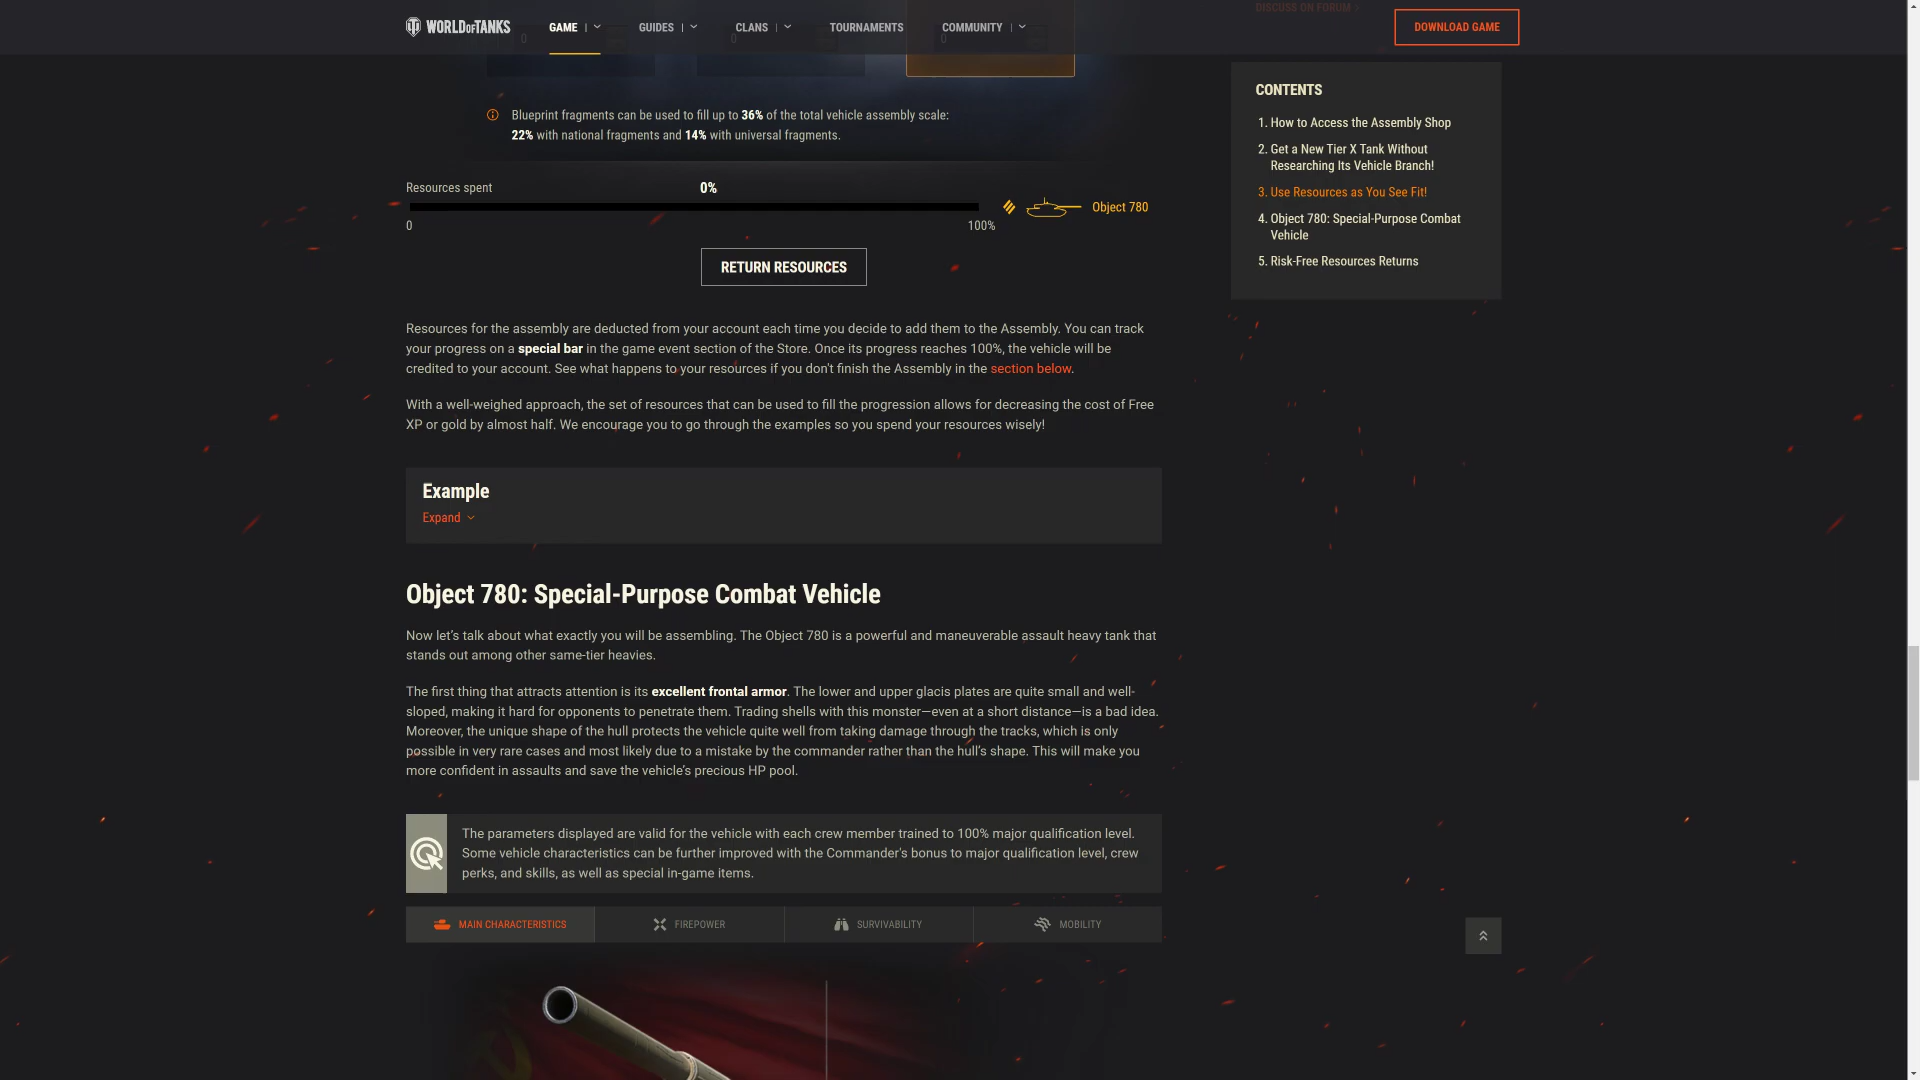 DISCUSS ON FORUM
WORLD OF TANKS
GAME
GUIDES
CLANS
TOURNAMENTS
COMMUNITY
DOWNLOAD GAME
0
0
0
Blueprint fragments can be used to fill up to 36% of the total vehicle assembly scale:
22% with national fragments and 14% with universal fragments.
Resources spent
0%
0
100%
Object 780
RETURN RESOURCES
Resources for the assembly are deducted from your account each time you decide to add them to the Assembly. You can track
your progress on a special bar in the game event section of the Store. Once its progress reaches 100%, the vehicle will be
credited to your account. See what happens to your resources if you don't finish the Assembly in the section below.
With a well-weighed approach, the set of resources that can be used to fill the progression allows for decreasing the cost of Free
XP or gold by almost half. We encourage you to go through the examples so you spend your resources wisely!
Example
Expand
Object 780: Special-Purpose Combat Vehicle
Now let's talk about what exactly you will be assembling. The Object 780 is a powerful and maneuverable assault heavy tank that
stands out among other same-tier heavies.
The first thing that attracts attention is its excellent frontal armor. The lower and upper glacis plates are quite small and well-
sloped, making it hard for opponents to penetrate them. Trading shells with this monster—even at a short distance—is a bad idea.
Moreover, the unique shape of the hull protects the vehicle quite well from taking damage through the tracks, which is only
possible in very rare cases and most likely due to a mistake by the commander rather than the hull's shape. This will make you
more confident in assaults and save the vehicle's precious HP pool.
The parameters displayed are valid for the vehicle with each crew member trained to 100% major qualification level.
Some vehicle characteristics can be further improved with the Commander's bonus to major qualification level, crew
perks, and skills, as well as special in-game items.
MAIN CHARACTERISTICS
FIREPOWER
SURVIVABILITY
MOBILITY
CONTENTS
1. How to Access the Assembly Shop
2. Get a New Tier X Tank Without
Researching Its Vehicle Branch!
3. Use Resources as You See Fit!
4. Object 780: Special-Purpose Combat
Vehicle
5. Risk-Free Resources Returns